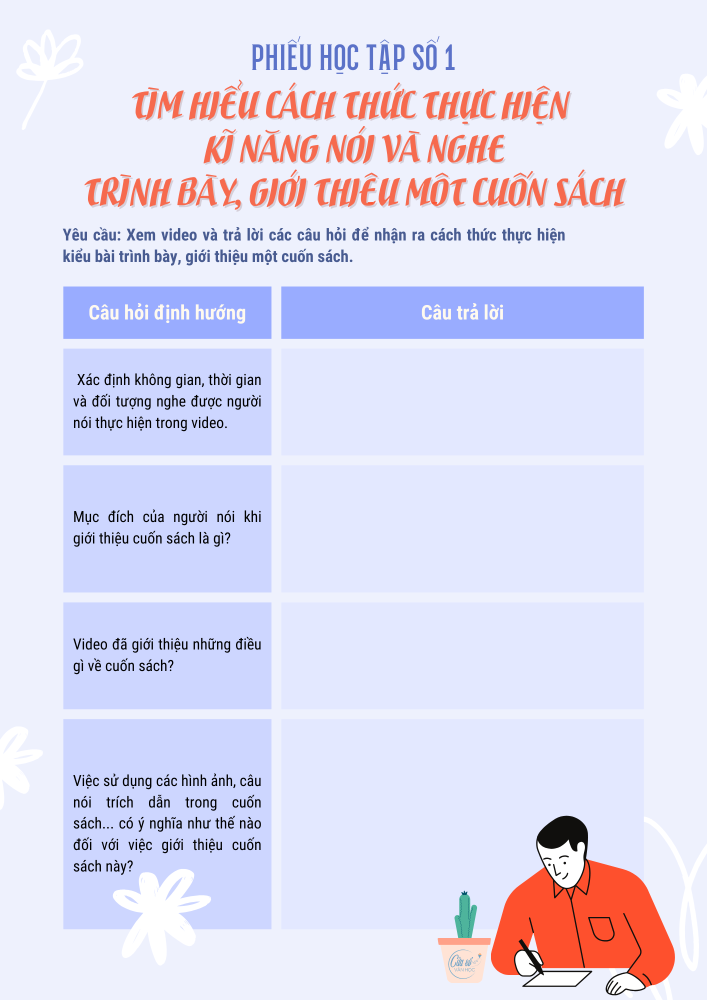 PHIẾU HỌC TẬP SỐ 1
TÌM HIỂU CÁCH THỨC THỰC HIỆN
KĨ NĂNG NÓI VÀ NGHE
TRÌNH BÀY, GIỚI THIỆU MỘT CUỐN SÁCH
Yêu cầu: Xem video và trả lời các câu hỏi để nhận ra cách thức thực hiện
kiểu bài trình bày, giới thiệu một cuốn sách.
Câu hỏi định hướng
Câu trả lời
Xác định không gian, thời gian
và đối tượng nghe được người
nói thực hiện trong video.
Mục đích của người nói khi
giới thiệu cuốn sách là gì?
Video đã giới thiệu những điều
gì về cuốn sách?
Việc sử dụng các hình ảnh, câu
nói trích dẫn trong cuốn
sách... có ý nghĩa như thế nào
đối với việc giới thiệu cuốn
sách này?
Cửa sổ
VĂN HỌC